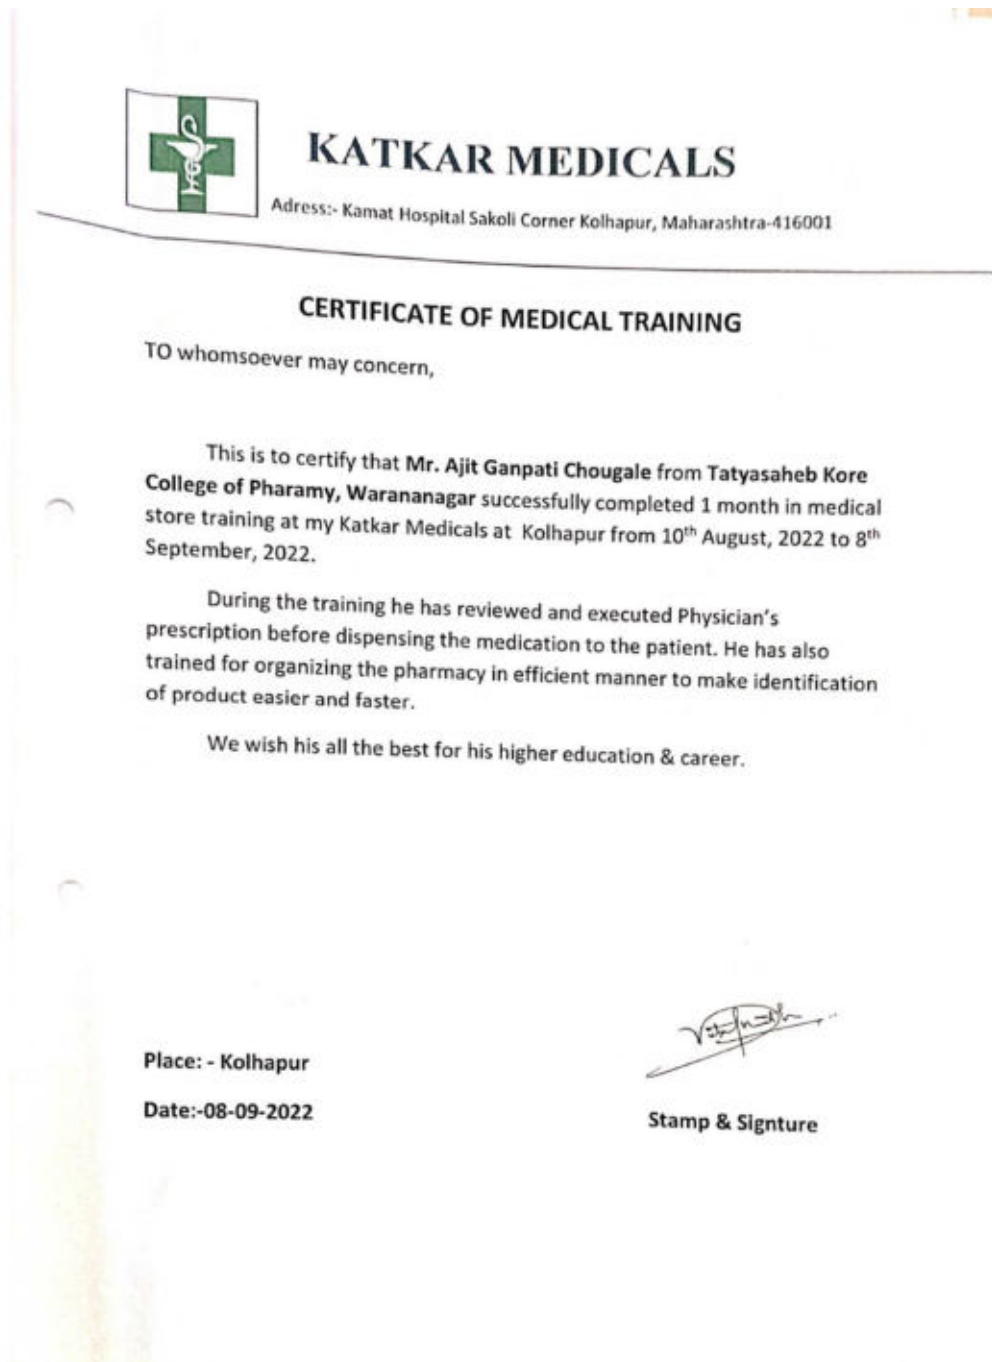 KATKAR MEDICALS
Adress:- Kamat Hospital Sakoli Corner Kolhapur, Maharashtra-416001
CERTIFICATE OF MEDICAL TRAINING
TO whomsoever may concern,
This is to certify that Mr. Ajit Ganpati Chougale from Tatyasaheb Kore
College of Pharamy, Warananagar successfully completed 1 month in medical
store training at my Katkar Medicals at Kolhapur from 10th August, 2022 to 8th
September, 2022.
During the training he has reviewed and executed Physician's
prescription before dispensing the medication to the patient. He has also
trained for organizing the pharmacy in efficient manner to make identification
of product easier and faster.
We wish his all the best for his higher education & career.
Place: - Kolhapur
Date:-08-09-2022
Stamp & Signture